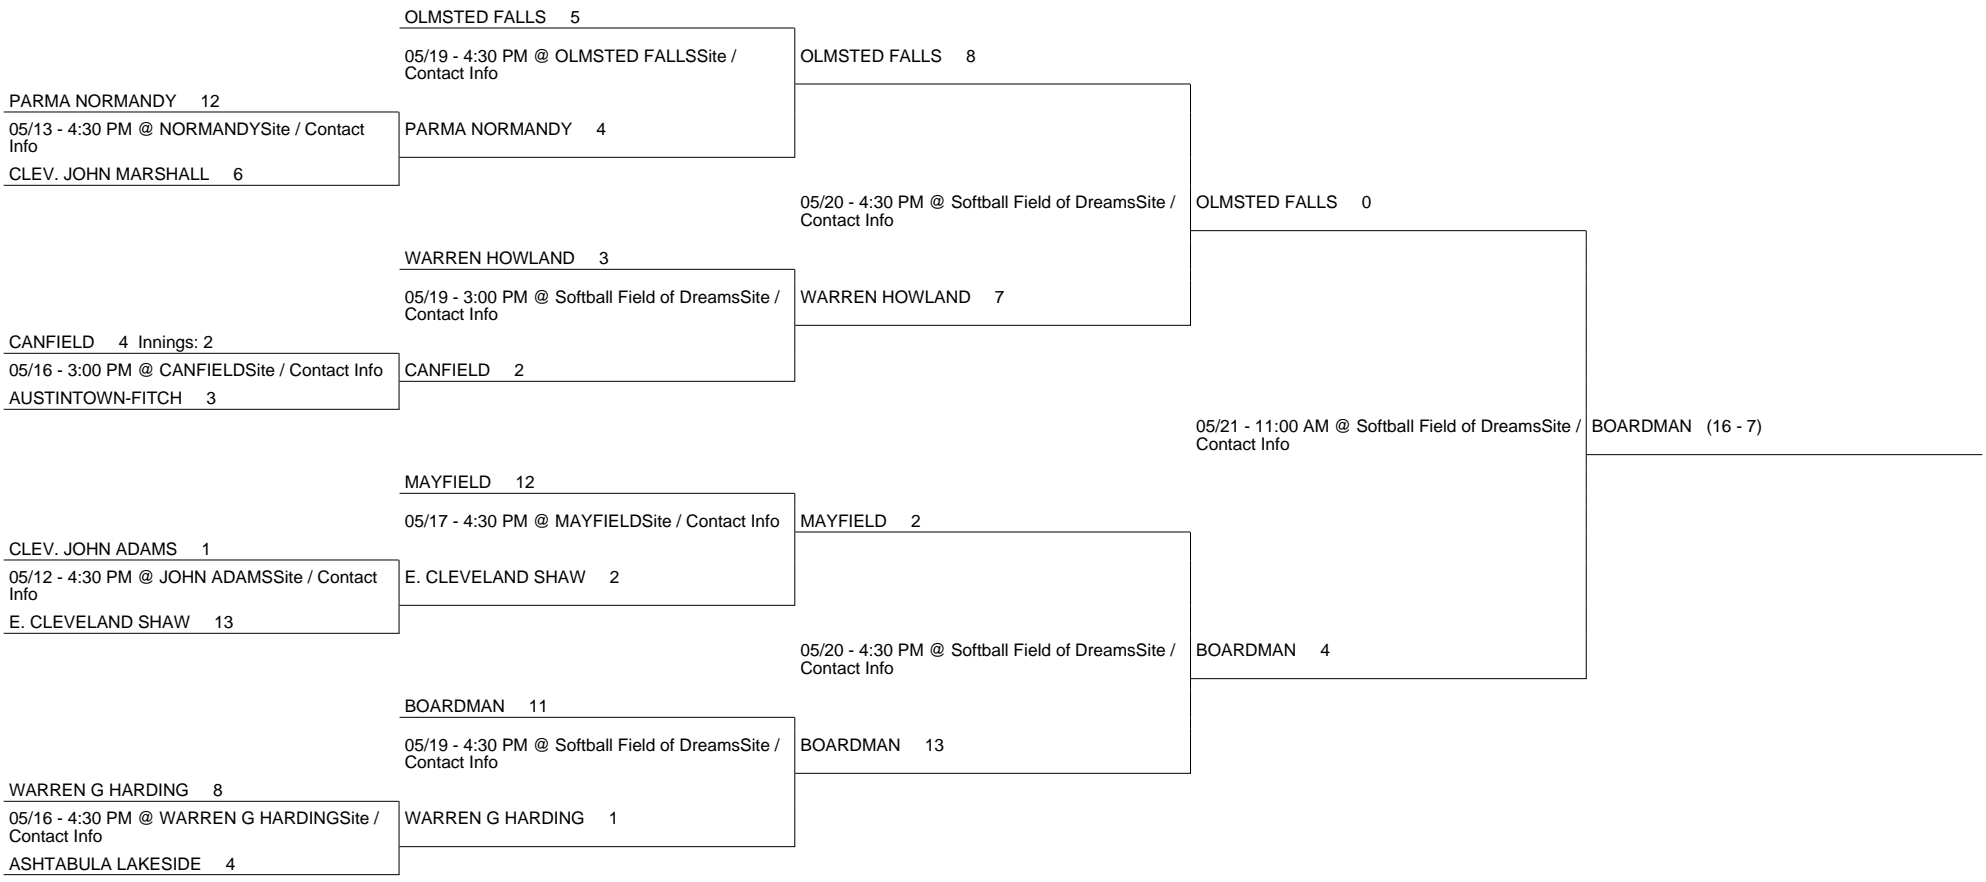 OLMSTED FALLS 5
05/19 - 4:30 PM @ OLMSTED FALLSSite /
Contact Info
OLMSTED FALLS 8
PARMA NORMANDY 12
05/13 - 4:30 PM @ NORMANDYSite / Contact
Info
PARMA NORMANDY 4
CLEV. JOHN MARSHALL 6
05/20 - 4:30 PM @ Softball Field of DreamsSite /
Contact Info
OLMSTED FALLS 0
WARREN HOWLAND 3
05/19 - 3:00 PM @ Softball Field of DreamsSite /
Contact Info
WARREN HOWLAND 7
CANFIELD 4 Innings: 2
05/16 - 3:00 PM @ CANFIELDSite / Contact Info
CANFIELD 2
AUSTINTOWN-FITCH 3
05/21 - 11:00 AM @ Softball Field of DreamsSite /
Contact Info
BOARDMAN (16 - 7)
MAYFIELD 12
05/17 - 4:30 PM @ MAYFIELDSite / Contact Info
MAYFIELD 2
CLEV. JOHN ADAMS 1
05/12 - 4:30 PM @ JOHN ADAMSSite / Contact
Info
E. CLEVELAND SHAW 2
E. CLEVELAND SHAW 13
05/20 - 4:30 PM @ Softball Field of DreamsSite /
Contact Info
BOARDMAN 4
BOARDMAN 11
05/19 - 4:30 PM @ Softball Field of DreamsSite /
Contact Info
BOARDMAN 13
WARREN G HARDING 8
05/16 - 4:30 PM @ WARREN G HARDINGSite /
Contact Info
WARREN G HARDING 1
ASHTABULA LAKESIDE 4